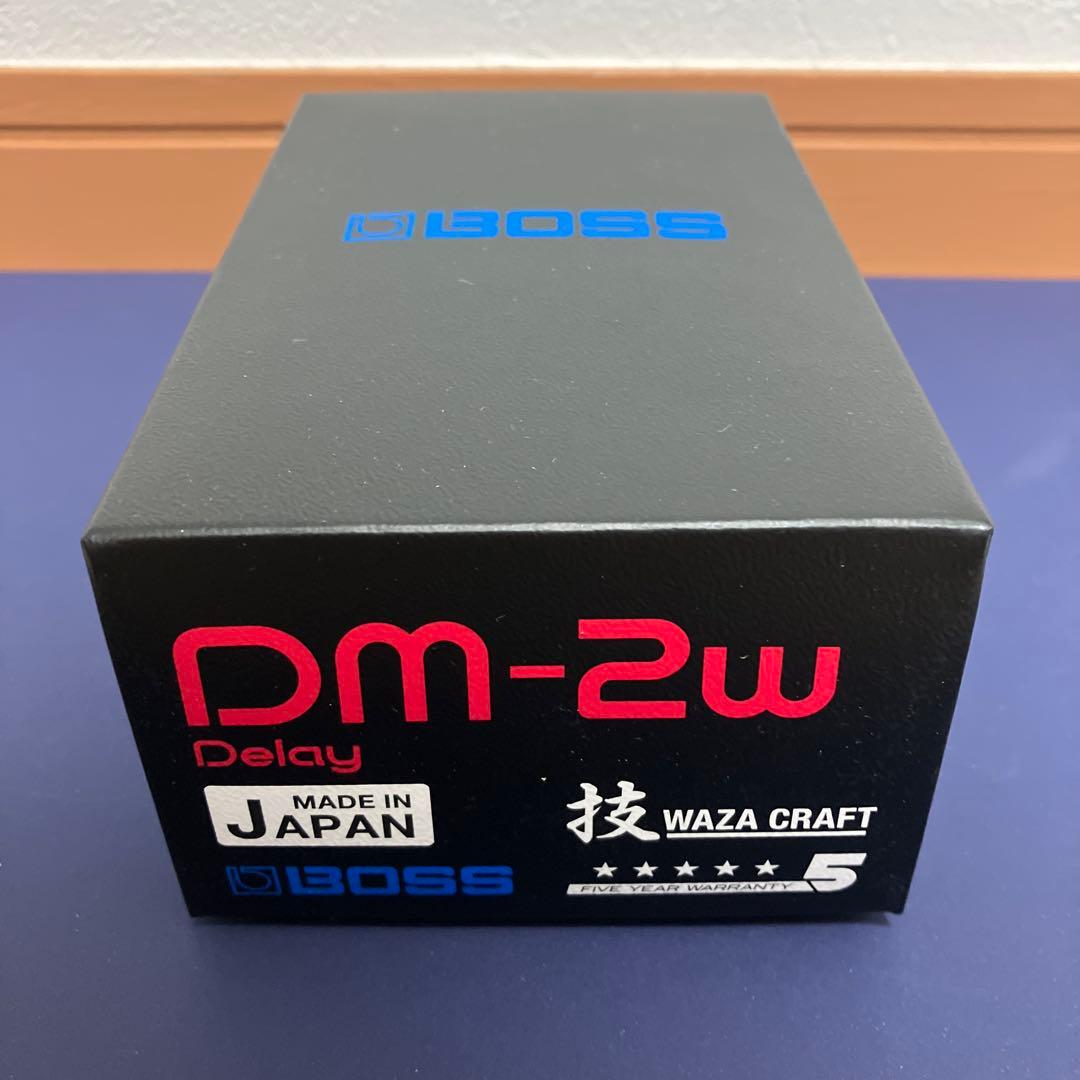 BOSS
DM-2w
Delay
MADE IN
JAPAN
技 WAZA CRAFT
BOSS
FIVE YEAR WARRANTY 5